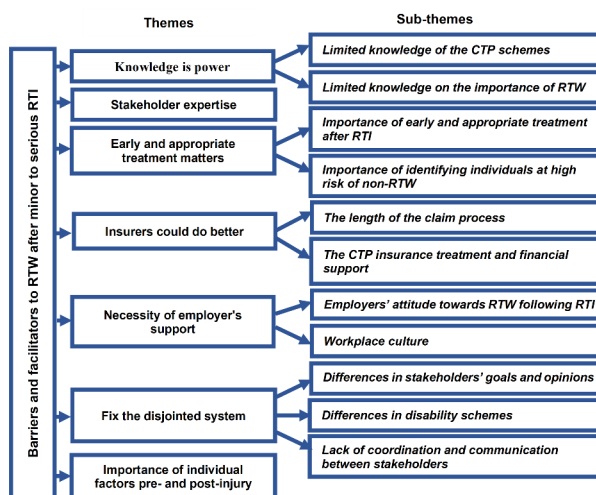 Themes
Sub-themes
Barriers and facilitators to RTW after minor to serious RTI
Knowledge is power
Limited knowledge of the CTP schemes
Limited knowledge on the importance of RTW
Stakeholder expertise
Early and appropriate
treatment matters
Importance of early and appropriate treatment
after RTI
Importance of identifying individuals at high
risk of non-RTW
Insurers could do better
The length of the claim process
The CTP insurance treatment and financial
support
Necessity of employer's
support
Employers' attitude towards RTW following RTI
Workplace culture
Fix the disjointed system
Differences in stakeholders' goals and opinions
Differences in disability schemes
Lack of coordination and communication
between stakeholders
Importance of individual
factors pre- and post-injury